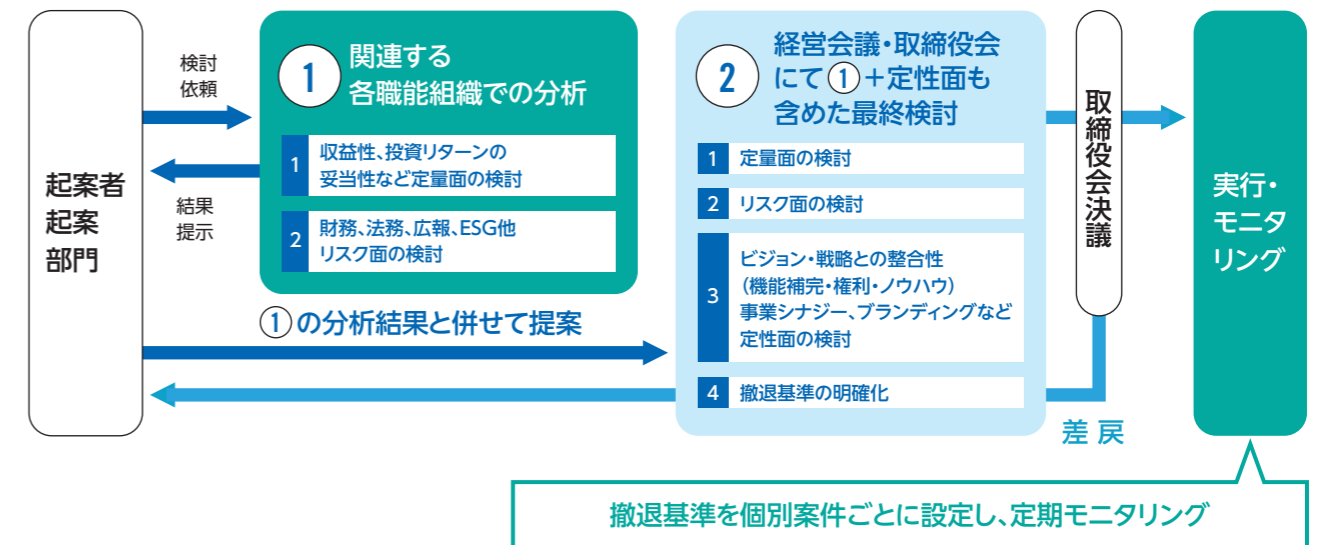 起案者
起案
部門
検討
依頼
結果
提示
1
関連する
各職能組織での分析
1
収益性、投資リターンの
妥当性など定量面の検討
2
財務、法務、広報、ESG他
リスク面の検討
①の分析結果と併せて提案
2
経営会議・取締役会
にて①+定性面も
含めた最終検討
1
定量面の検討
2
リスク面の検討
3
ビジョン・戦略との整合性
(機能補完・権利・ノウハウ)
事業シナジー、ブランディングなど
定性面の検討
4
撤退基準の明確化
取締役会決議
差戻
実行・
モニタ
リング
撤退基準を個別案件ごとに設定し、定期モニタリング